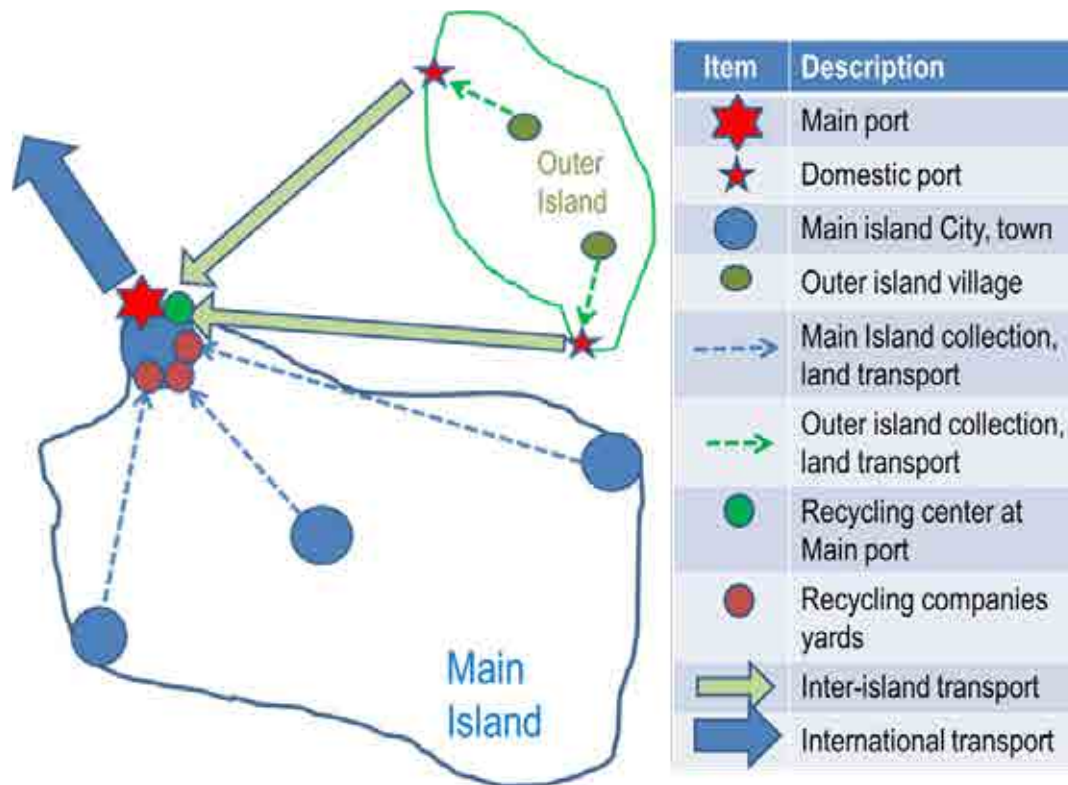 Outer
Island
Main
Island
Item Description
Main port
Domestic port
Main island City, town
Outer island village
Main Island collection,
land transport
Outer island collection,
land transport
Recycling center at
Main port
Recycling companies
yards
Inter-island transport
International transport